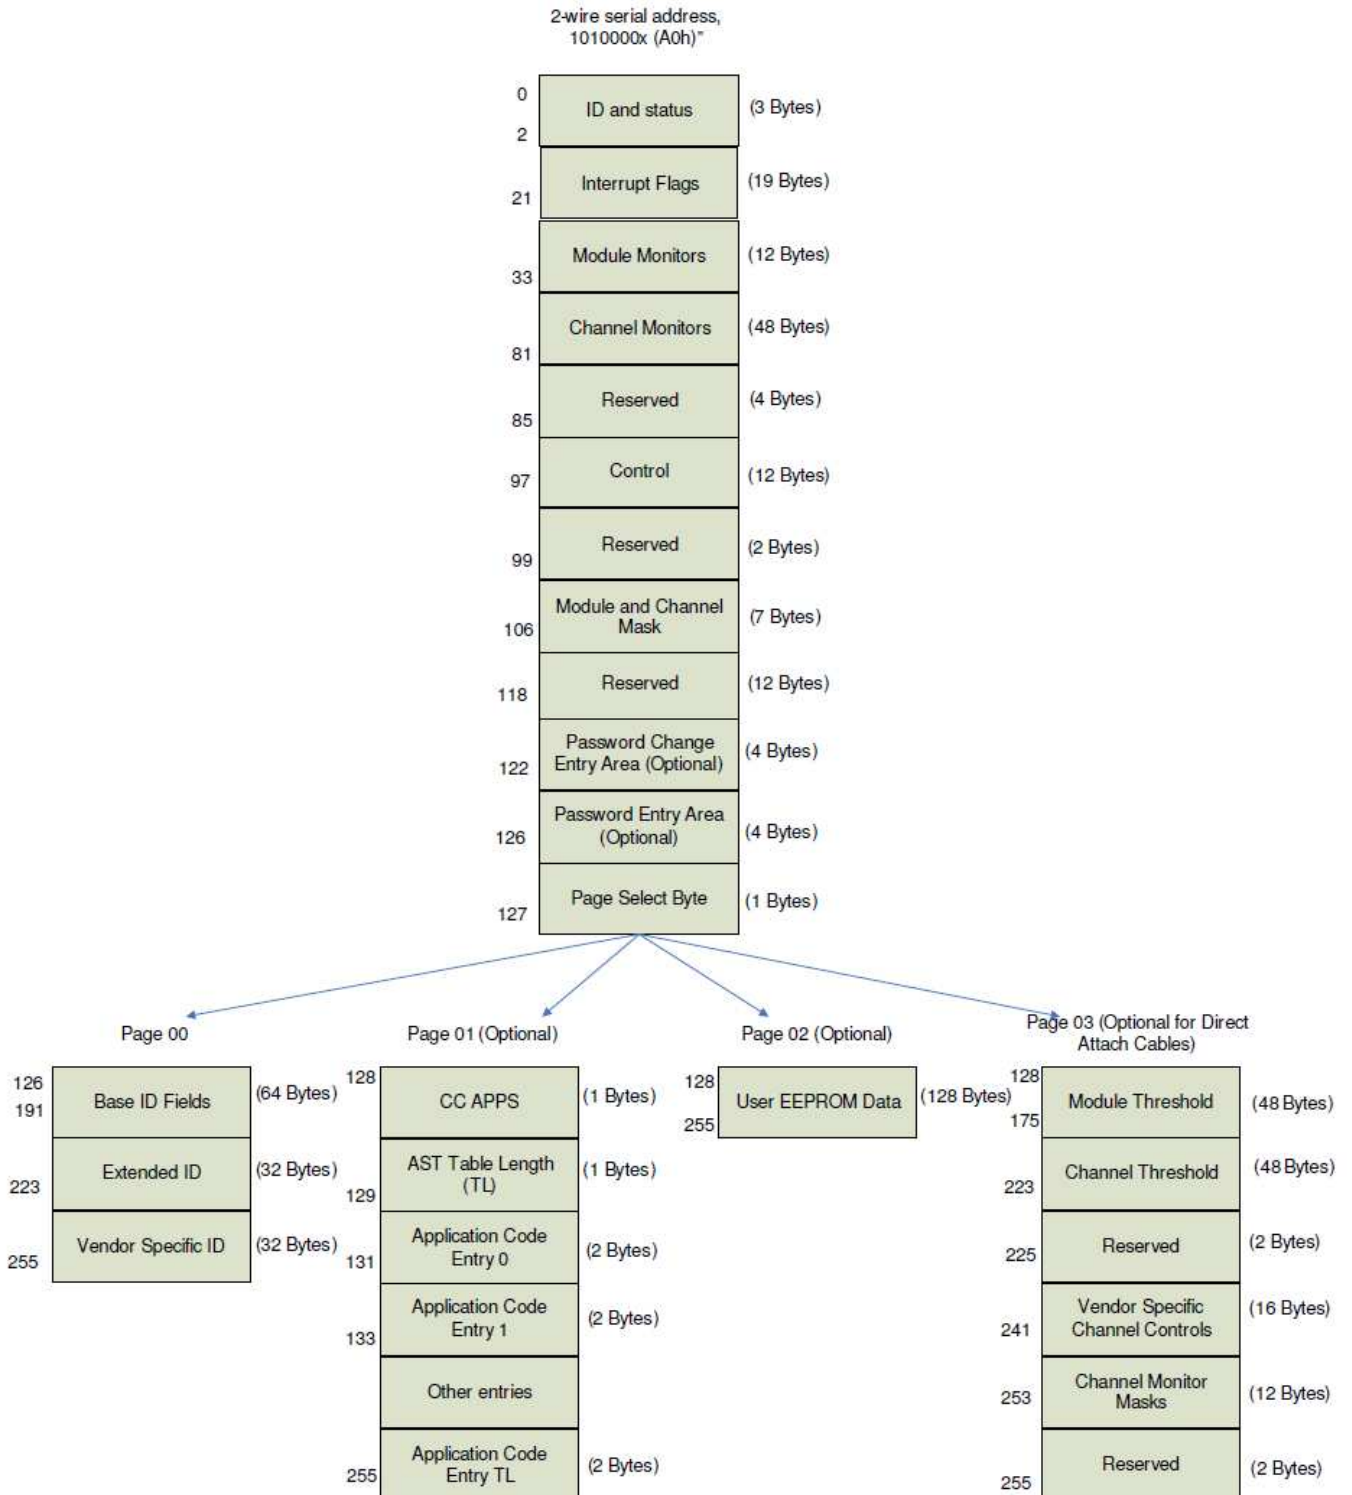 2-wire serial address,
1010000x (A0h)"
0
ID and status
(3 Bytes)
2
Interrupt Flags
(19 Bytes)
21
Module Monitors
(12 Bytes)
33
Channel Monitors
(48 Bytes)
81
Reserved
(4 Bytes)
85
Control
(12 Bytes)
97
Reserved
(2 Bytes)
99
Module and Channel
Mask
(7 Bytes)
106
Reserved
(12 Bytes)
118
Password Change
Entry Area (Optional)
(4 Bytes)
122
Password Entry Area
(Optional)
(4 Bytes)
126
Page Select Byte
(1 Bytes)
127
Page 00
126
191
Base ID Fields
(64 Bytes)
Extended ID
(32 Bytes)
223
Vendor Specific ID
(32 Bytes)
255
Page 01 (Optional)
128
CC APPS
(1 Bytes)
AST Table Length
(TL)
(1 Bytes)
129
Application Code
Entry 0
(2 Bytes)
131
Application Code
Entry 1
(2 Bytes)
133
Other entries
Application Code
Entry TL
(2 Bytes)
255
Page 02 (Optional)
128
User EEPROM Data
(128 Bytes)
255
Page 03 (Optional for Direct
Attach Cables)
128
Module Threshold
(48 Bytes)
175
Channel Threshold
(48 Bytes)
223
Reserved
(2 Bytes)
225
Vendor Specific
Channel Controls
(16 Bytes)
241
Channel Monitor
Masks
(12 Bytes)
253
Reserved
(2 Bytes)
255